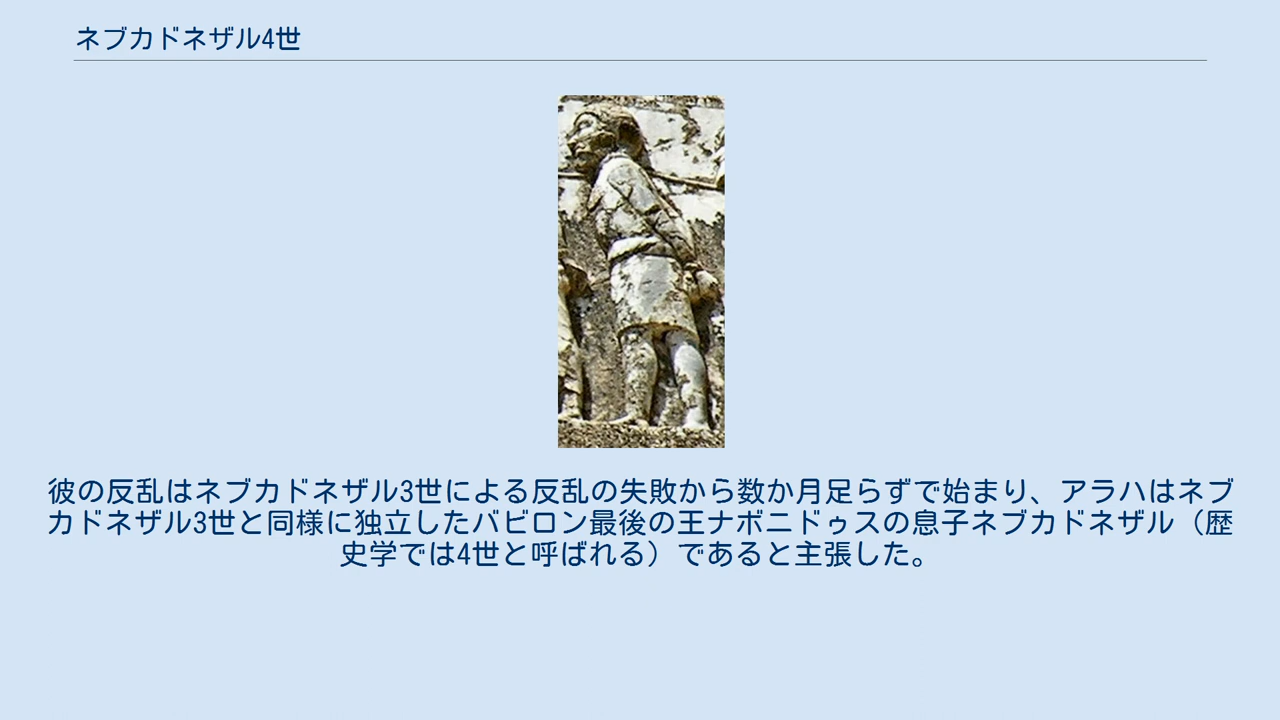 ネブカドネザル4世
彼の反乱はネブカドネザル3世による反乱の失敗から数か月足らずで始まり、アラハはネブ
カドネザル3世と同様に独立したバビロン最後の王ナボニドゥスの息子ネブカドネザル（歴
史学では4世と呼ばれる）であると主張した。